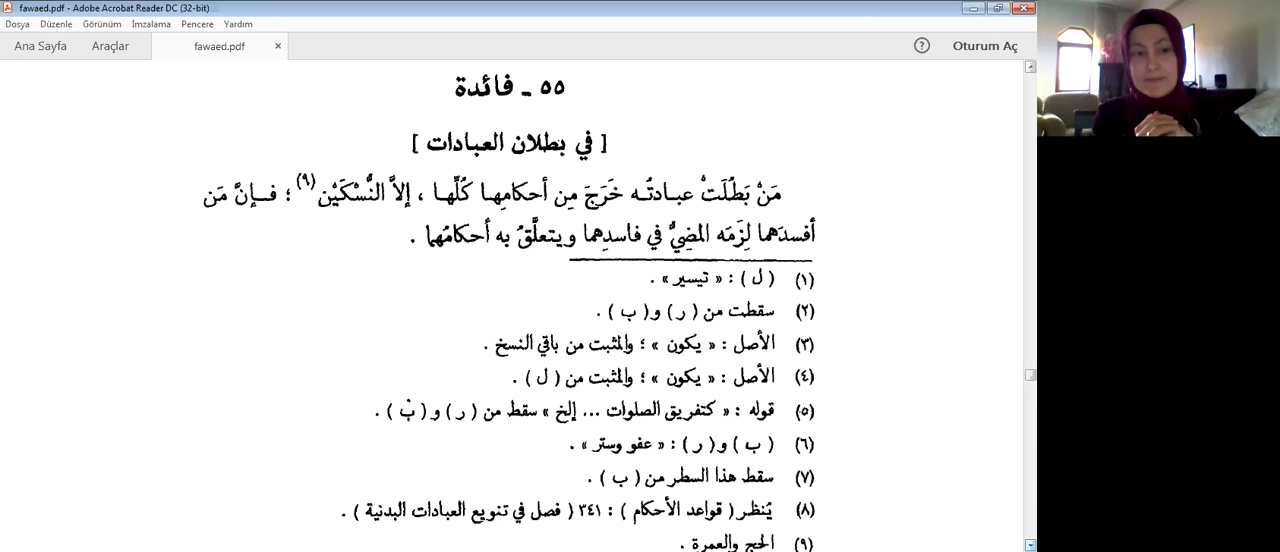 fawaed.pdf - Adobe Acrobat Reader DC (32-bit)
Dosya Düzenle Görünüm İmzalama Pencere Yardım
Ana Sayfa Araçlar fawaed.pdf × ? Oturum Aç
٥٥ ـ فائدة
[ في بطلان العبادات ]
مَنْ بَطُلَتْ عبادتُه خَرَجَ مِن أحكامِها كُلِّها ، إلاَّ النُّسُكَيْن(٩) ؛ فإنَّ مَن
أفسدَهما لزِمَه المضِيُّ في فاسدِهما ويتعلَّقُ به أحكامُهما .
(١) ( ل ) : « تيسير » .
(٢) سقطت من ( ر ) و ( ب ) .
(٣) الأصل : « يكون » ؛ والمثبت من باقي النسخ .
(٤) الأصل : « يكون » ؛ والمثبت من ( ل ) .
(٥) قوله : « كتفريق الصلوات ... إلخ » سقط من ( ر ) و ( ب ) .
(٦) ( ب ) و ( ر ) : « عفو وستر » .
(٧) سقط هذا السطر من ( ب ) .
(٨) يُنظر ( قواعد الأحكام ) : ٣٤١ ( فصل في تنويع العبادات البدنية ) .
(٩) الحج والعمرة .